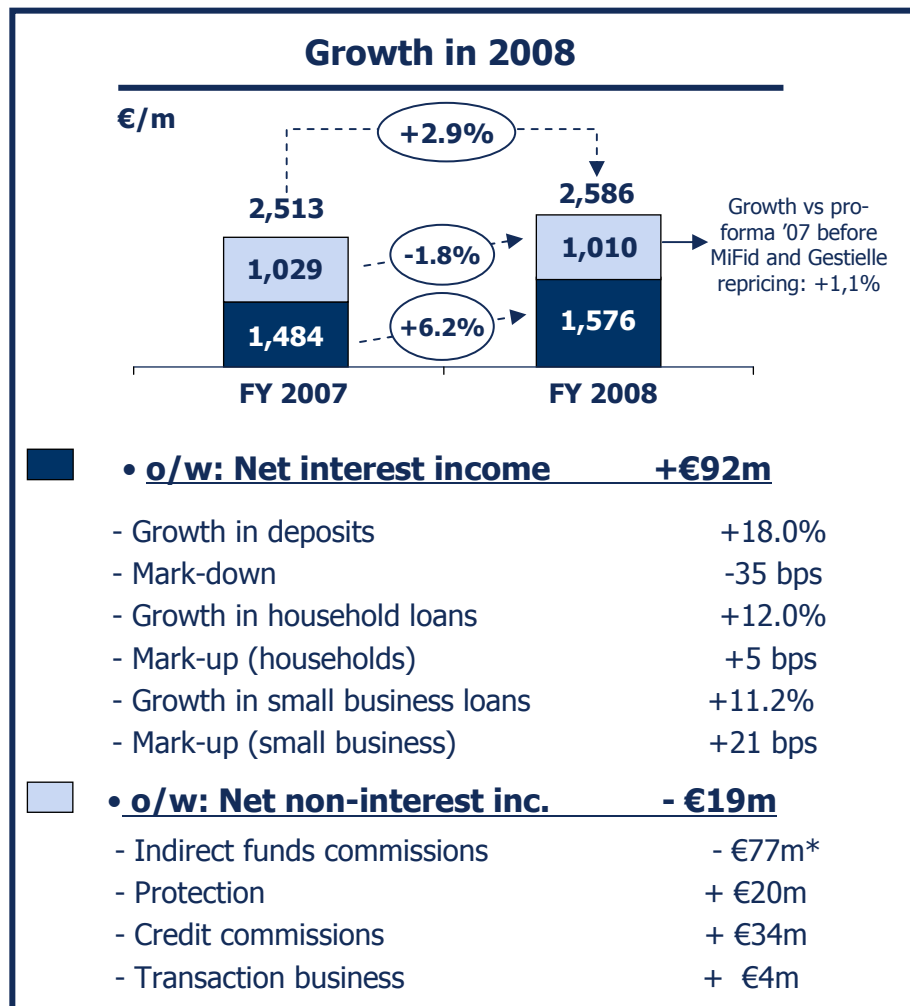 Growth in 2008
€/m
+2.9%
2,513
2,586
1,029
-1.8%
1,010
1,484
+6.2%
1,576
Growth vs pro-
forma ’07 before
MiFid and Gestielle
repricing: +1,1%
FY 2007
FY 2008
• o/w: Net interest income +€92m
- Growth in deposits +18.0%
- Mark-down -35 bps
- Growth in household loans +12.0%
- Mark-up (households) +5 bps
- Growth in small business loans +11.2%
- Mark-up (small business) +21 bps
• o/w: Net non-interest inc. - €19m
- Indirect funds commissions - €77m*
- Protection + €20m
- Credit commissions + €34m
- Transaction business + €4m